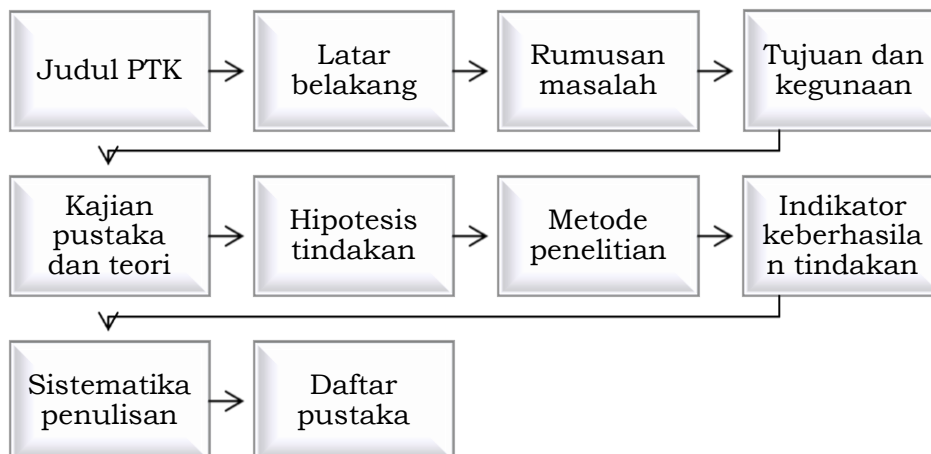 Judul PTK
Latar
belakang
Rumusan
masalah
Tujuan dan
kegunaan
Kajian
pustaka
dan teori
Hipotesis
tindakan
Metode
penelitian
Indikator
keberhasila
n tindakan
Sistematika
penulisan
Daftar
pustaka